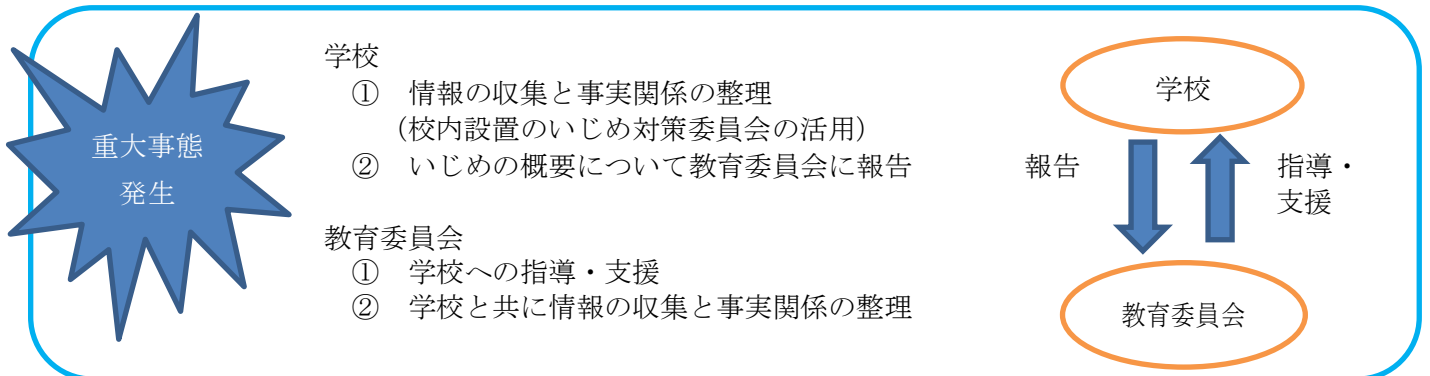 重大事態
発生
学校
① 情報の収集と事実関係の整理
(校内設置のいじめ対策委員会の活用)
② いじめの概要について教育委員会に報告
教育委員会
① 学校への指導・支援
② 学校と共に情報の収集と事実関係の整理
学校
報告
指導・
支援
教育委員会